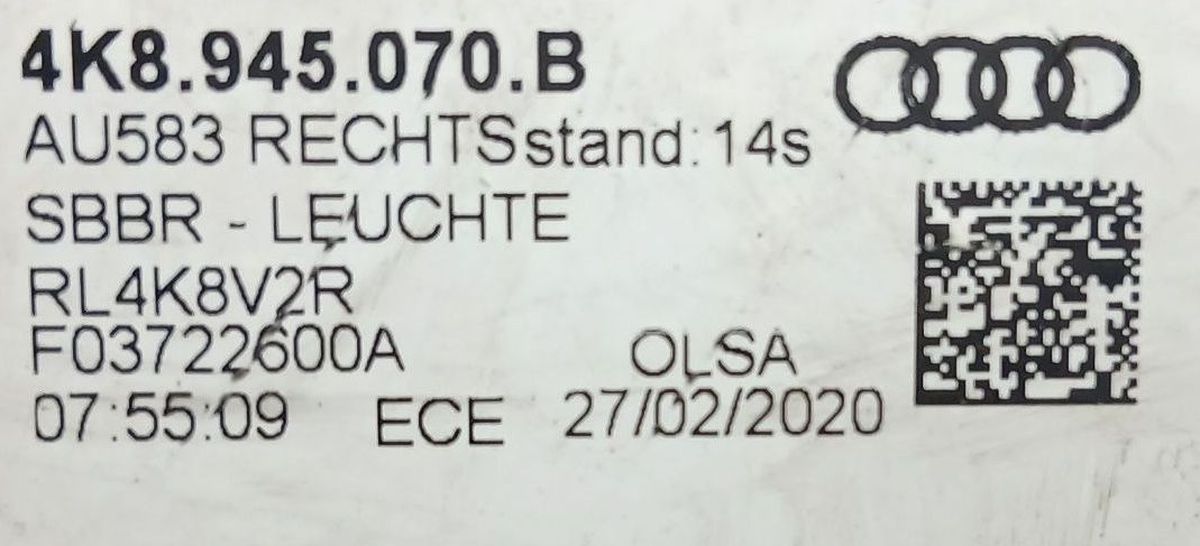 4K8.945.070.B
AU583 RECHTS stand: 14s
SBBR - LEUCHTE
RL4K8V2R
F03722600A OLSA
07:55:09 ECE 27/02/2020